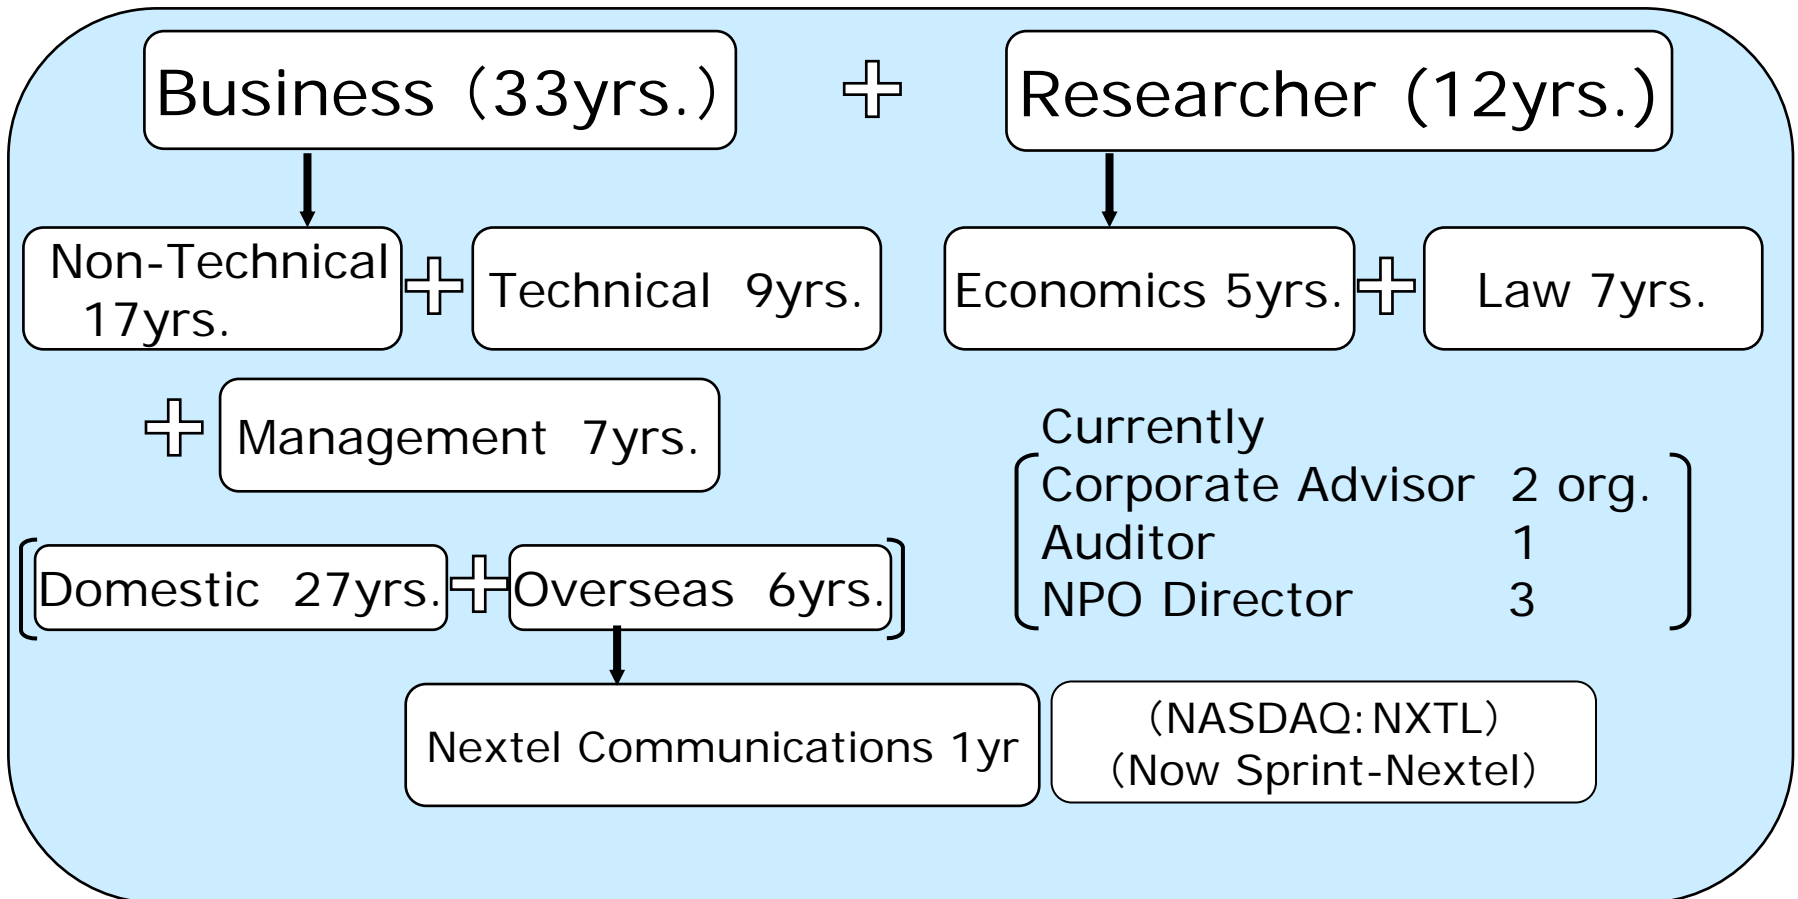 Business (33yrs.)
Researcher (12yrs.)
Non-Technical
17yrs.
Technical 9yrs.
Economics 5yrs.
Law 7yrs.
Management 7yrs.
Currently
Corporate Advisor 2 org.
Auditor 1
NPO Director 3
Domestic 27yrs.
Overseas 6yrs.
Nextel Communications 1yr
(NASDAQ:NXTL)
(Now Sprint-Nextel)